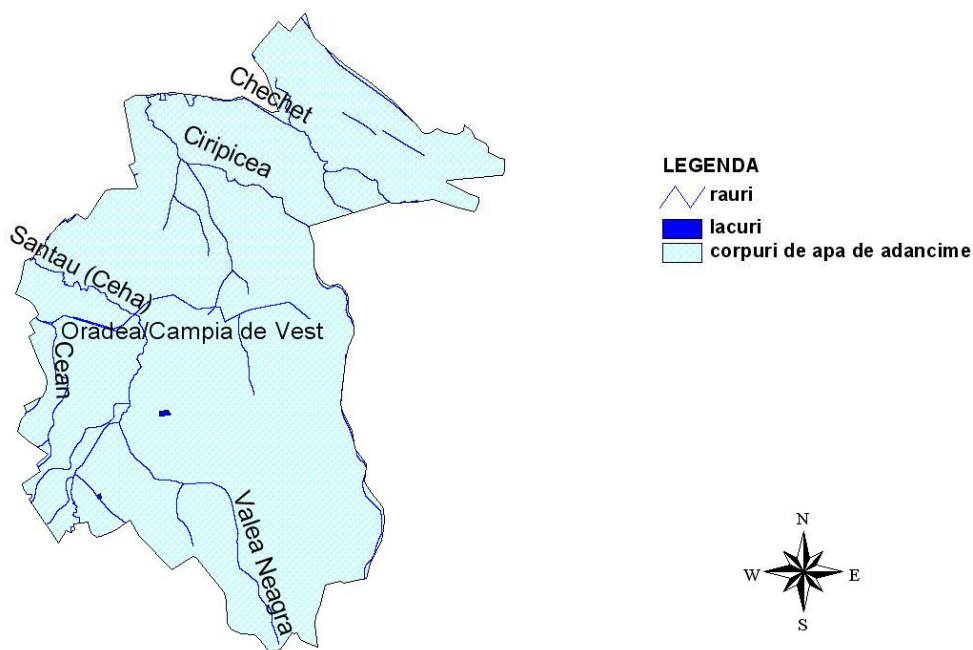 Chechet
Ciripicea
Santau (Ceha)
Oradea/Campia de Vest
Cean
Valea Neagra
LEGENDA
rauri
lacuri
corpuri de apa de adancime
N
W
E
S